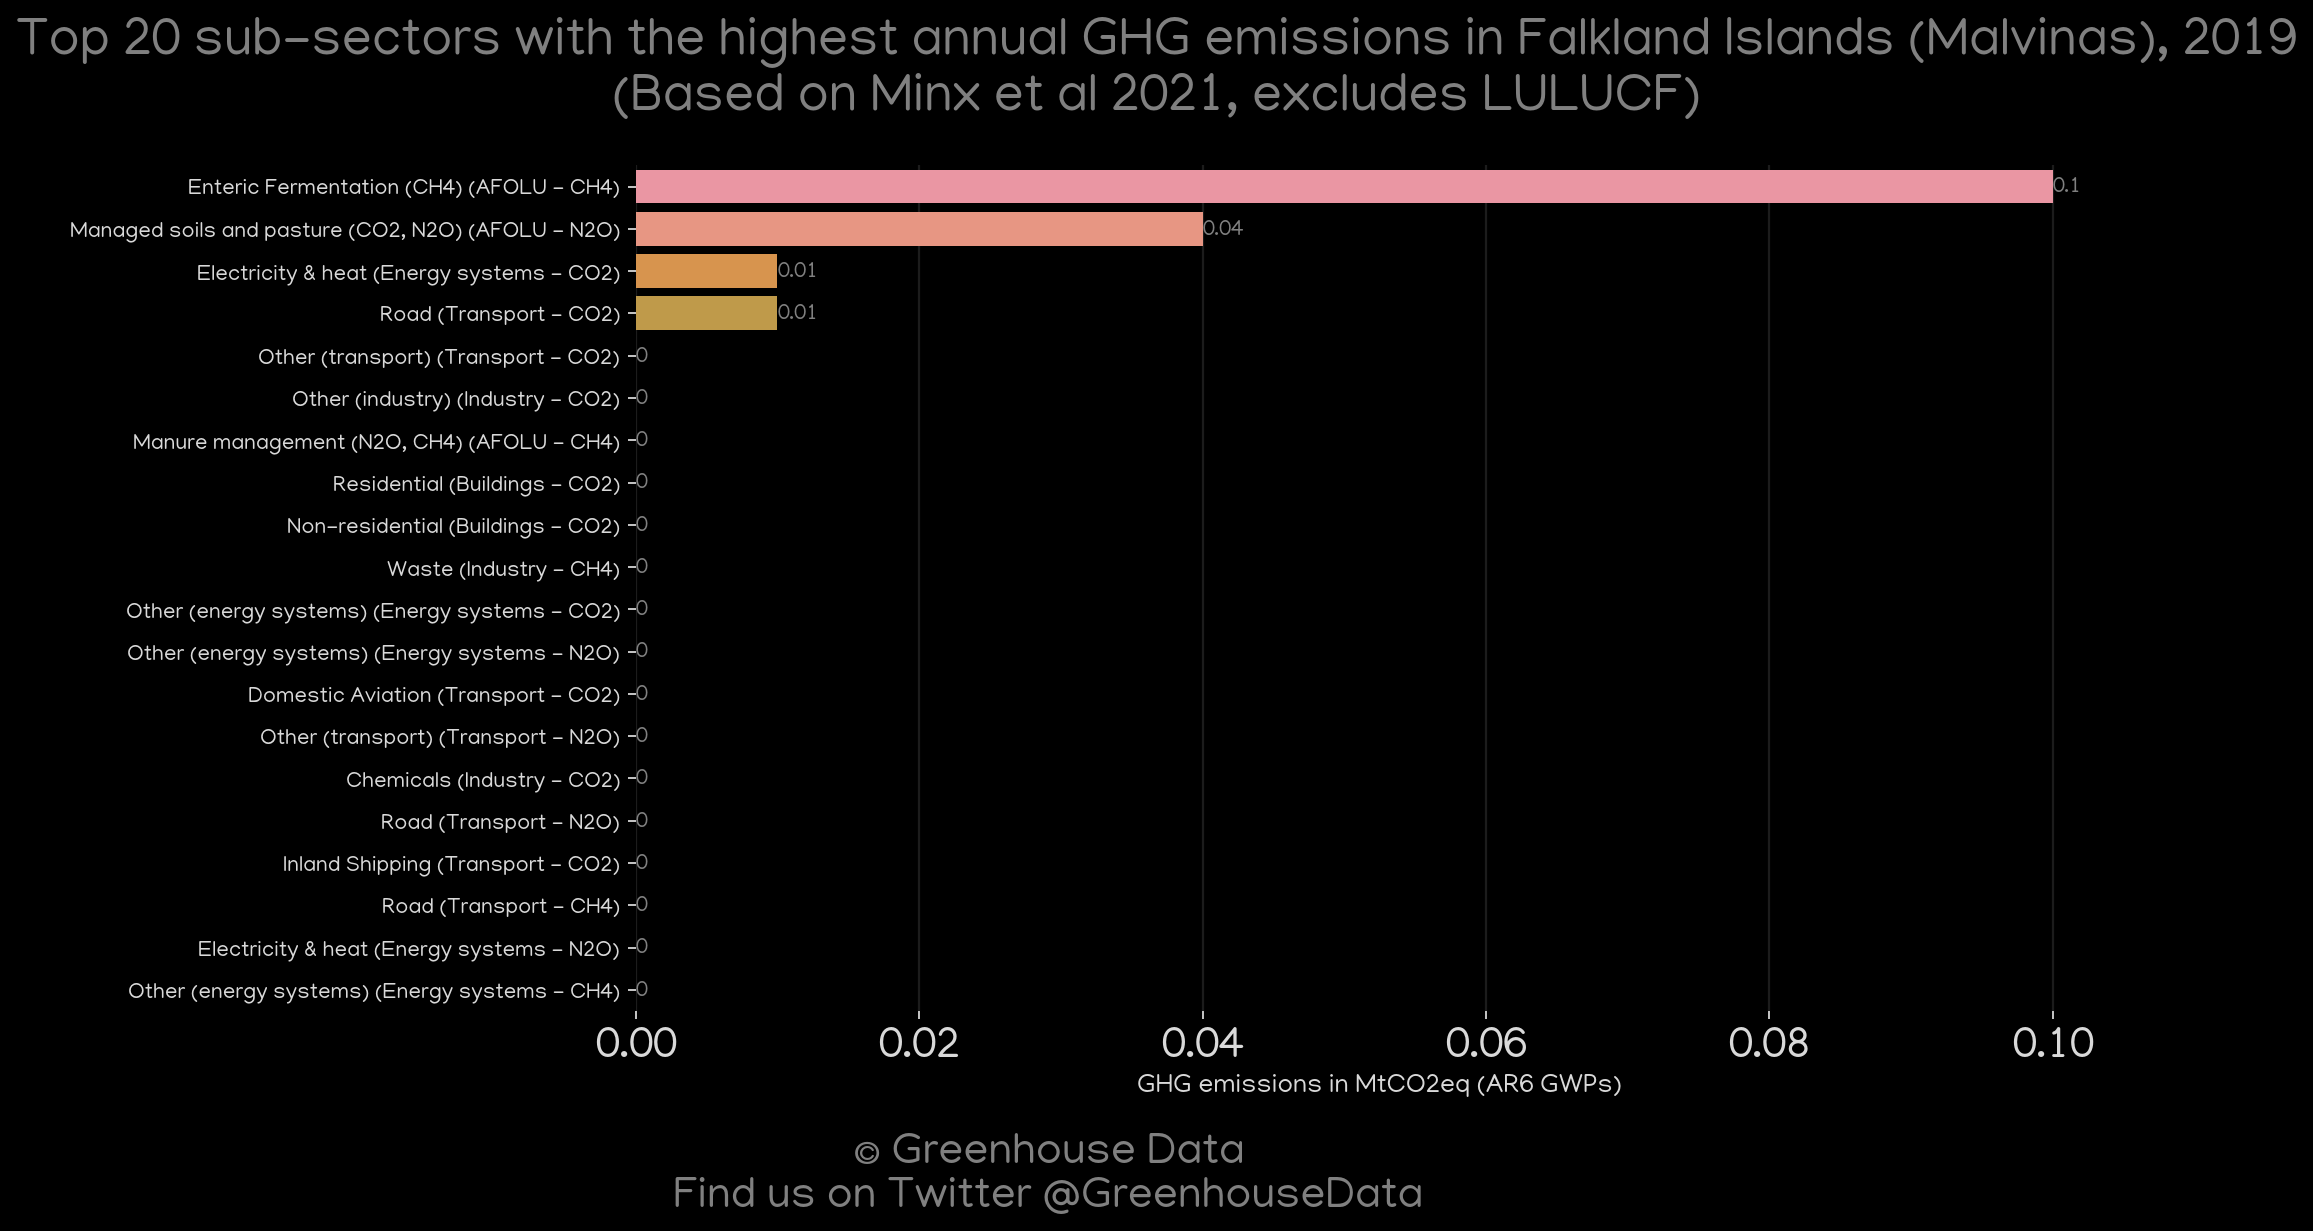 Top 20 sub-sectors with the highest annual GHG emissions in Falkland Islands (Malvinas), 2019
(Based on Minx et al 2021, excludes LULUCF)
Enteric Fermentation (CH4) (AFOLU - CH4) 0.1
Managed soils and pasture (CO2, N2O) (AFOLU - N2O) 0.04
Electricity & heat (Energy systems - CO2) 0.01
Road (Transport - CO2) 0.01
Other (transport) (Transport - CO2) 0
Other (industry) (Industry - CO2) 0
Manure management (N2O, CH4) (AFOLU - CH4) 0
Residential (Buildings - CO2) 0
Non-residential (Buildings - CO2) 0
Waste (Industry - CH4) 0
Other (energy systems) (Energy systems - CO2) 0
Other (energy systems) (Energy systems - N2O) 0
Domestic Aviation (Transport - CO2) 0
Other (transport) (Transport - N2O) 0
Chemicals (Industry - CO2) 0
Road (Transport - N2O) 0
Inland Shipping (Transport - CO2) 0
Road (Transport - CH4) 0
Electricity & heat (Energy systems - N2O) 0
Other (energy systems) (Energy systems - CH4) 0
0.00 0.02 0.04 0.06 0.08 0.10
GHG emissions in MtCO2eq (AR6 GWPs)
© Greenhouse Data
Find us on Twitter @GreenhouseData